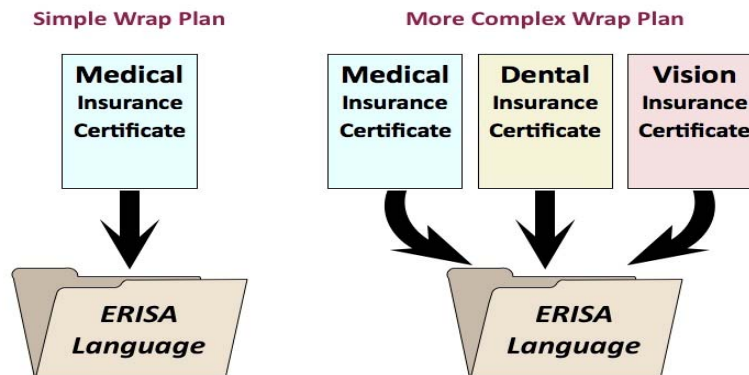 Simple Wrap Plan
Medical
Insurance
Certificate
ERISA
Language
More Complex Wrap Plan
Medical
Insurance
Certificate
Dental
Insurance
Certificate
Vision
Insurance
Certificate
ERISA
Language